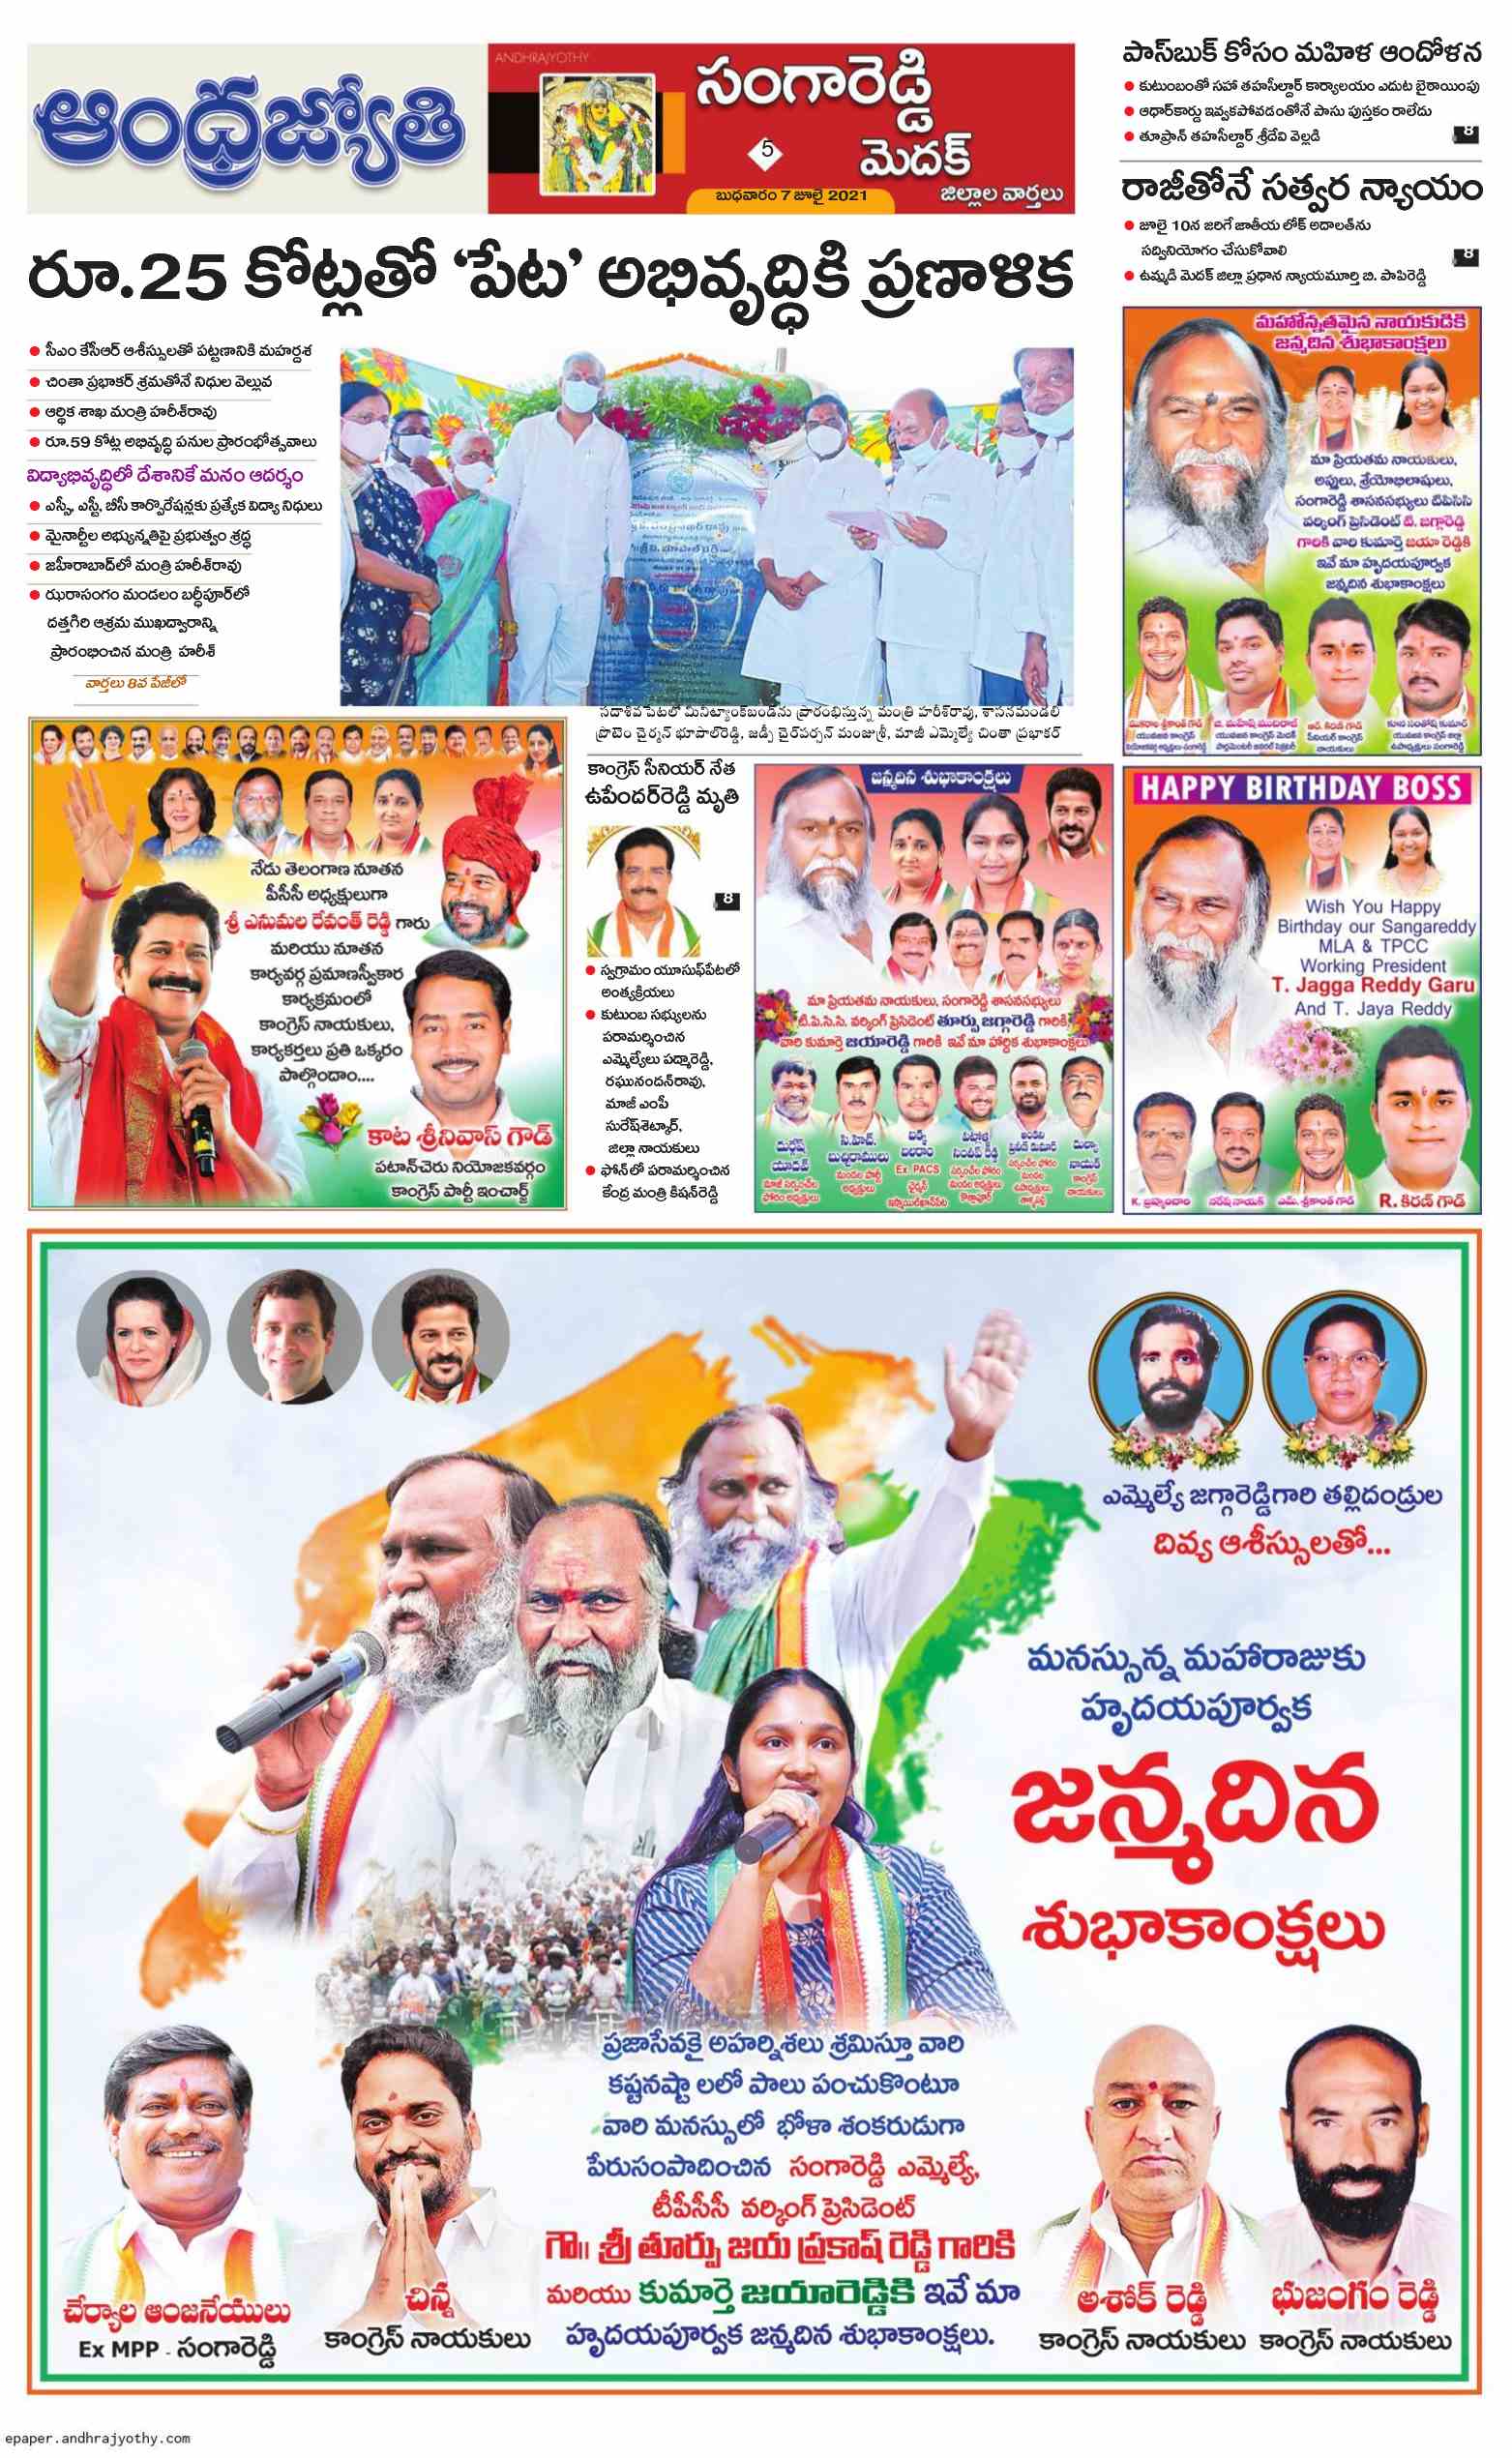 ఆంధ్రజ్యోతి
ANDHRAJYOTHY
సంగారెడ్డి
5
మెదక్
బుధవారం 7 జూలై 2021
జిల్లాల వార్తలు
పాస్‌బుక్ కోసం మహిళ ఆందోళన
• కుటుంబంతో సహా తహసీల్దార్ కార్యాలయం ఎదుట బైఠాయింపు
• ఆధార్‌కార్డు ఇవ్వకపోవడంతోనే పాసు పుస్తకం రాలేదు
• తూప్రాన్ తహసీల్దార్ శ్రీదేవి వెల్లడి
8
రాజీతోనే సత్వర న్యాయం
• జూలై 10న జరిగే జాతీయ లోక్ అదాలత్‌ను
సద్వినియోగం చేసుకోవాలి
8
• ఉమ్మడి మెదక్ జిల్లా ప్రధాన న్యాయమూర్తి బి. పాపిరెడ్డి
రూ.25 కోట్లతో ‘పేట’ అభివృద్ధికి ప్రణాళిక
• సీఎం కేసీఆర్ ఆశీస్సులతో పట్టణానికి మహర్దశ
• చింతా ప్రభాకర్ శ్రమతోనే నిధుల వెల్లువ
• ఆర్థిక శాఖ మంత్రి హరీశ్‌రావు
• రూ.59 కోట్ల అభివృద్ధి పనుల ప్రారంభోత్సవాలు
విద్యాభివృద్ధిలో దేశానికే మనం ఆదర్శం
• ఎస్సీ, ఎస్టీ, బీసీ కార్పొరేషన్లకు ప్రత్యేక విద్యా నిధులు
• మైనార్టీల అభ్యున్నతిపై ప్రభుత్వం శ్రద్ధ
• జహీరాబాద్‌లో మంత్రి హరీశ్‌రావు
• ఝరాసంగం మండలం బర్దీపూర్‌లో
దత్తగిరి ఆశ్రమ ముఖద్వారాన్ని
ప్రారంభించిన మంత్రి హరీశ్
వార్తలు 8వ పేజీలో
సదాశివపేటలో మినిట్యాంక్‌బండ్‌ను ప్రారంభిస్తున్న మంత్రి హరీశ్‌రావు, శాసనమండలి
ప్రొటెం చైర్మన్ భూపాల్‌రెడ్డి, జడ్పీ చైర్‌పర్సన్ మంజుశ్రీ, మాజీ ఎమ్మెల్యే చింతా ప్రభాకర్
మహోన్నతమైన నాయకుడికి
జన్మదిన శుభాకాంక్షలు
మా ప్రియతమ నాయకులు,
అప్తులు, శ్రేయోభిలాషులు,
సంగారెడ్డి శాసనసభ్యులు టిపిసిసి
వర్కింగ్ ప్రెసిడెంట్ టి. జగ్గారెడ్డి
గారికి వారి కుమార్తె జయా రెడ్డికి
ఇవే మా హృదయపూర్వక
జన్మదిన శుభాకాంక్షలు
నేడు తెలంగాణ నూతన
పీసీసీ అధ్యక్షులుగా
శ్రీ ఎనుముల రేవంత్ రెడ్డి గారు
మరియు నూతన
కార్యవర్గ ప్రమాణస్వీకార
కార్యక్రమంలో
కాంగ్రెస్ నాయకులు,
కార్యకర్తలు ప్రతి ఒక్కరం
పాల్గొందాం....
కాట శ్రీనివాస్ గౌడ్
పటాన్‌చెరు నియోజకవర్గం
కాంగ్రెస్ పార్టీ ఇంచార్జ్
కాంగ్రెస్ సీనియర్ నేత
ఉపేందర్‌రెడ్డి మృతి
8
• స్వగ్రామం యూసుఫ్‌పేటలో
అంత్యక్రియలు
• కుటుంబ సభ్యులను
పరామర్శించిన
ఎమ్మెల్యేలు పద్మారెడ్డి,
రఘునందన్‌రావు,
మాజీ ఎంపీ
సురేష్‌శెట్కార్,
జిల్లా నాయకులు
• ఫోన్‌లో పరామర్శించిన
కేంద్ర మంత్రి కిషన్‌రెడ్డి
జన్మదిన శుభాకాంక్షలు
మా ప్రియతమ నాయకులు, సంగారెడ్డి శాసనసభ్యులు
టి.పి.సి.సి. వర్కింగ్ ప్రెసిడెంట్ తూర్పు జగ్గారెడ్డి గారికి,
వారి కుమార్తె జయారెడ్డి గారికి ఇవే మా హార్థిక శుభాకాంక్షలు
HAPPY BIRTHDAY BOSS
Wish You Happy
Birthday our Sangareddy
MLA & TPCC
Working President
T. Jagga Reddy Garu
And T. Jaya Reddy
K. బ్రహ్మచారి
నరేష్ నాయక్
ఎమ్. శ్రీకాంత్ గౌడ్
R. కిరణ్ గౌడ్
ఎమ్మెల్యే జగ్గారెడ్డిగారి తల్లిదండ్రుల
దివ్య ఆశీస్సులతో...
మనస్సున్న మహారాజుకు
హృదయపూర్వక
జన్మదిన
శుభాకాంక్షలు
ప్రజాసేవకై అహర్నిశలు శ్రమిస్తూ వారి
కష్టనష్టా లలో పాలు పంచుకొంటూ
వారి మనస్సులో భోళా శంకరుడుగా
పేరుసంపాదించిన సంగారెడ్డి ఎమ్మెల్యే,
టీపీసీసీ వర్కింగ్ ప్రెసిడెంట్
గౌ॥ శ్రీ తూర్పు జయ ప్రకాష్ రెడ్డి గారికి
మరియు కుమార్తె జయారెడ్డికి ఇవే మా
హృదయపూర్వక జన్మదిన శుభాకాంక్షలు.
చేర్యాల ఆంజనేయులు
Ex MPP - సంగారెడ్డి
చిన్న
కాంగ్రెస్ నాయకులు
అశోక్ రెడ్డి
కాంగ్రెస్ నాయకులు
భుజంగం రెడ్డి
కాంగ్రెస్ నాయకులు
epaper.andhrajyothy.com